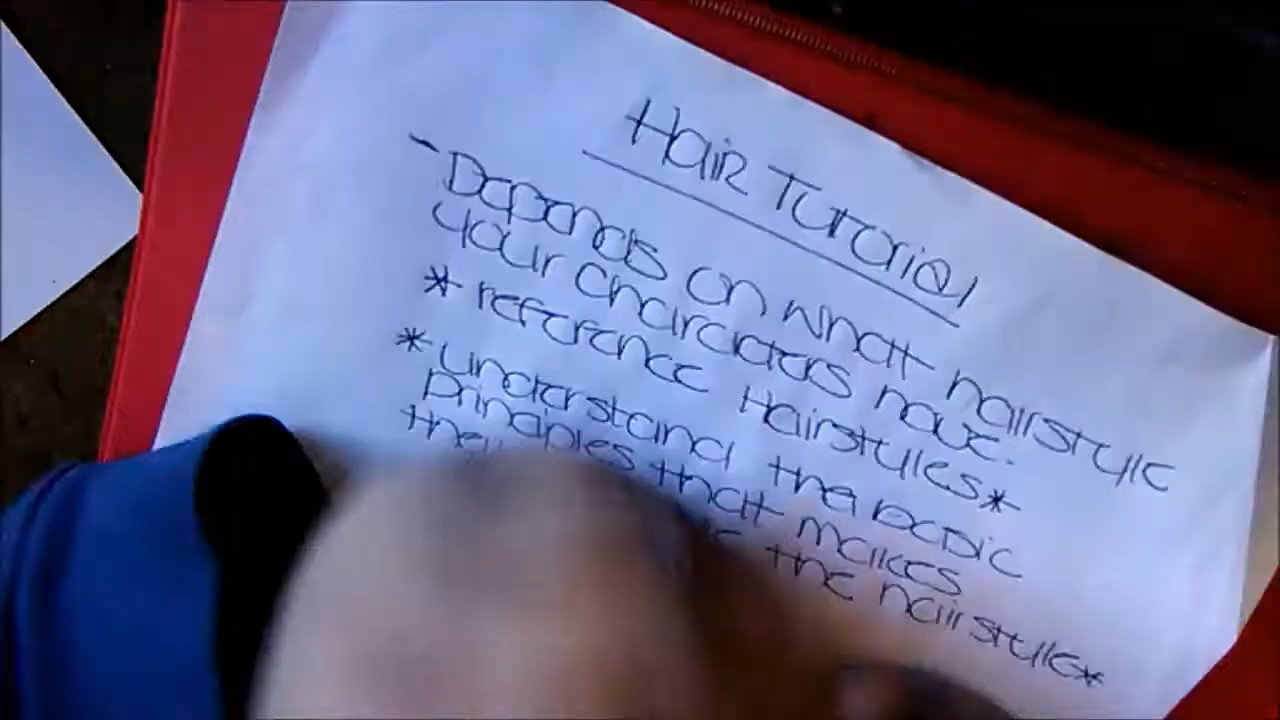 Hair Tutorial
- Depends on what hairstyle
your characters have.
* reference Hairstyles *
* understand the basic
principles that makes
the hairstyle *